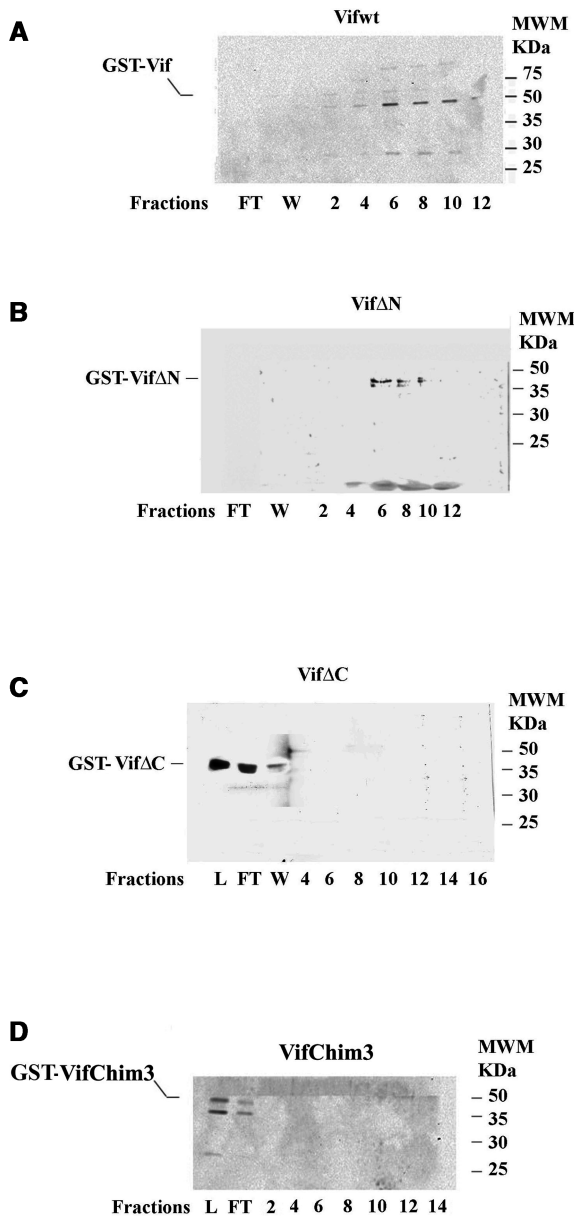 A
Vifwt
MWM
KDa
GST-Vif
75
50
35
30
25
Fractions FT W 2 4 6 8 10 12
B
VifΔN
MWM
KDa
GST-VifΔN
50
35
30
25
Fractions FT W 2 4 6 8 10 12
C
VifΔC
MWM
KDa
GST- VifΔC
50
35
30
25
Fractions L FT W 4 6 8 10 12 14 16
D
VifChim3
MWM
KDa
GST-VifChim3
50
35
30
25
Fractions L FT 2 4 6 8 10 12 14